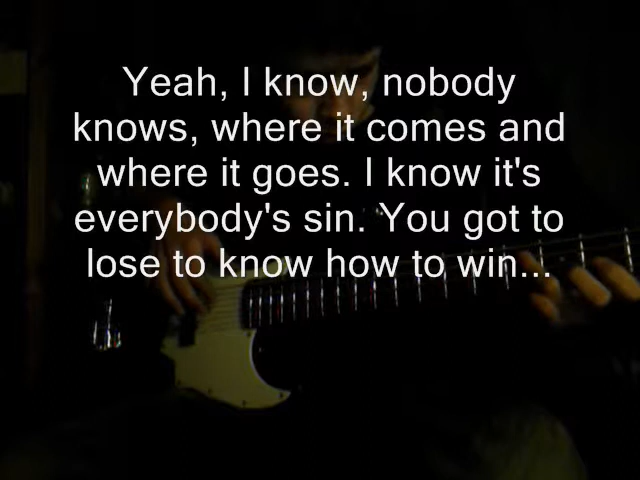 Yeah, I know, nobody
knows, where it comes and
where it goes. I know it's
everybody's sin. You got to
lose to know how to win...